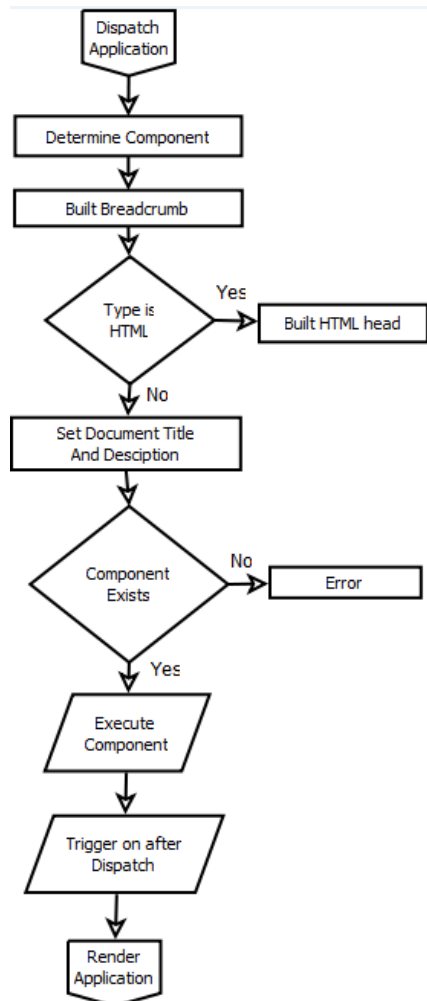 Dispatch
Application
Determine Component
Built Breadcrumb
Type is
HTML
Yes
Built HTML head
No
Set Document Title
And Desciption
Component
Exists
No
Error
Yes
Execute
Component
Trigger on after
Dispatch
Render
Application